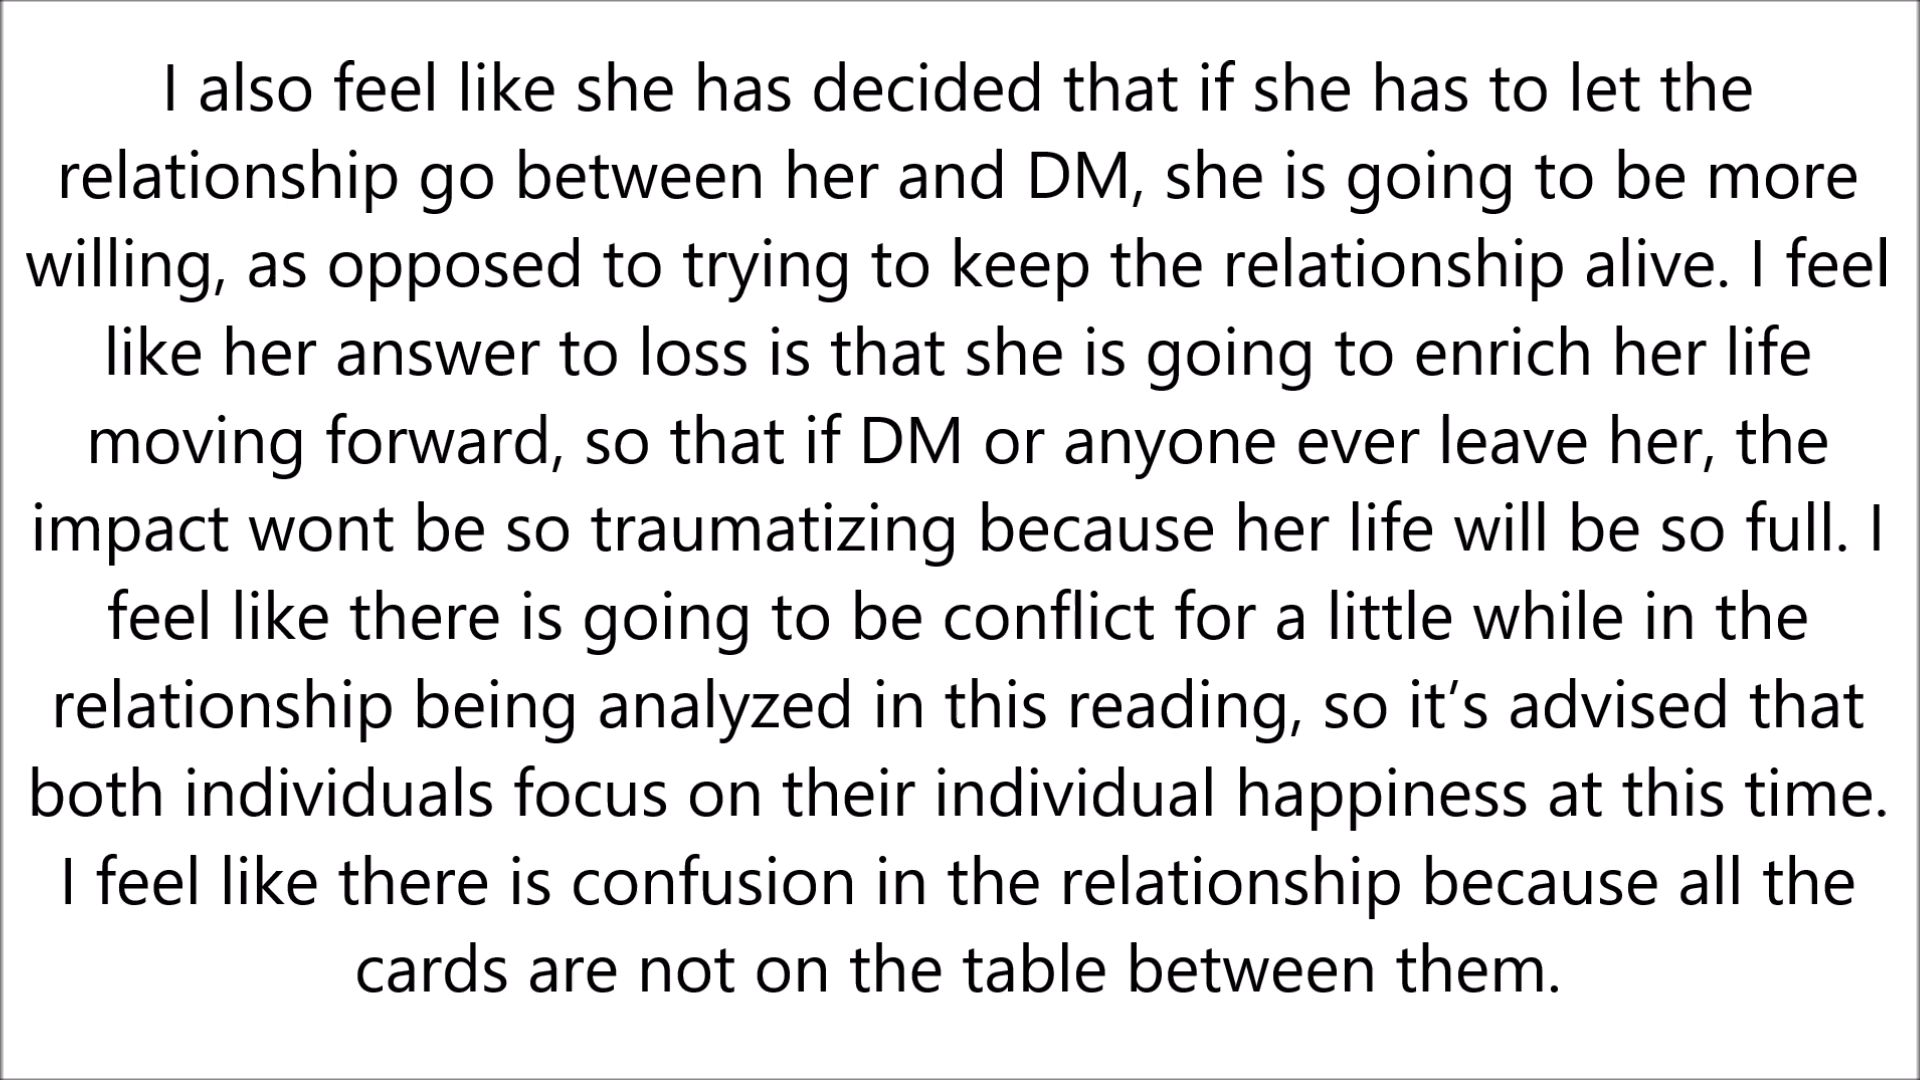 I also feel like she has decided that if she has to let the
relationship go between her and DM, she is going to be more
willing, as opposed to trying to keep the relationship alive. I feel
like her answer to loss is that she is going to enrich her life
moving forward, so that if DM or anyone ever leave her, the
impact wont be so traumatizing because her life will be so full. I
feel like there is going to be conflict for a little while in the
relationship being analyzed in this reading, so it’s advised that
both individuals focus on their individual happiness at this time.
I feel like there is confusion in the relationship because all the
cards are not on the table between them.